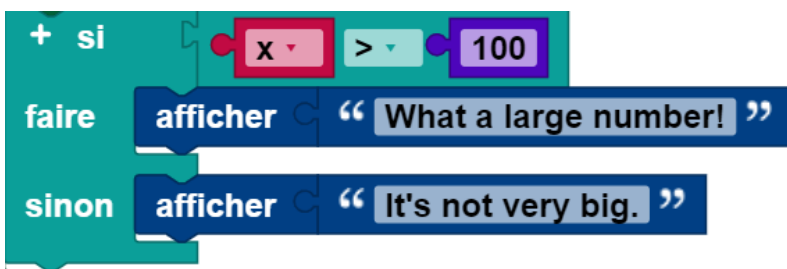 + si x > 100
faire afficher “ What a large number! ”
sinon afficher “ It's not very big. ”